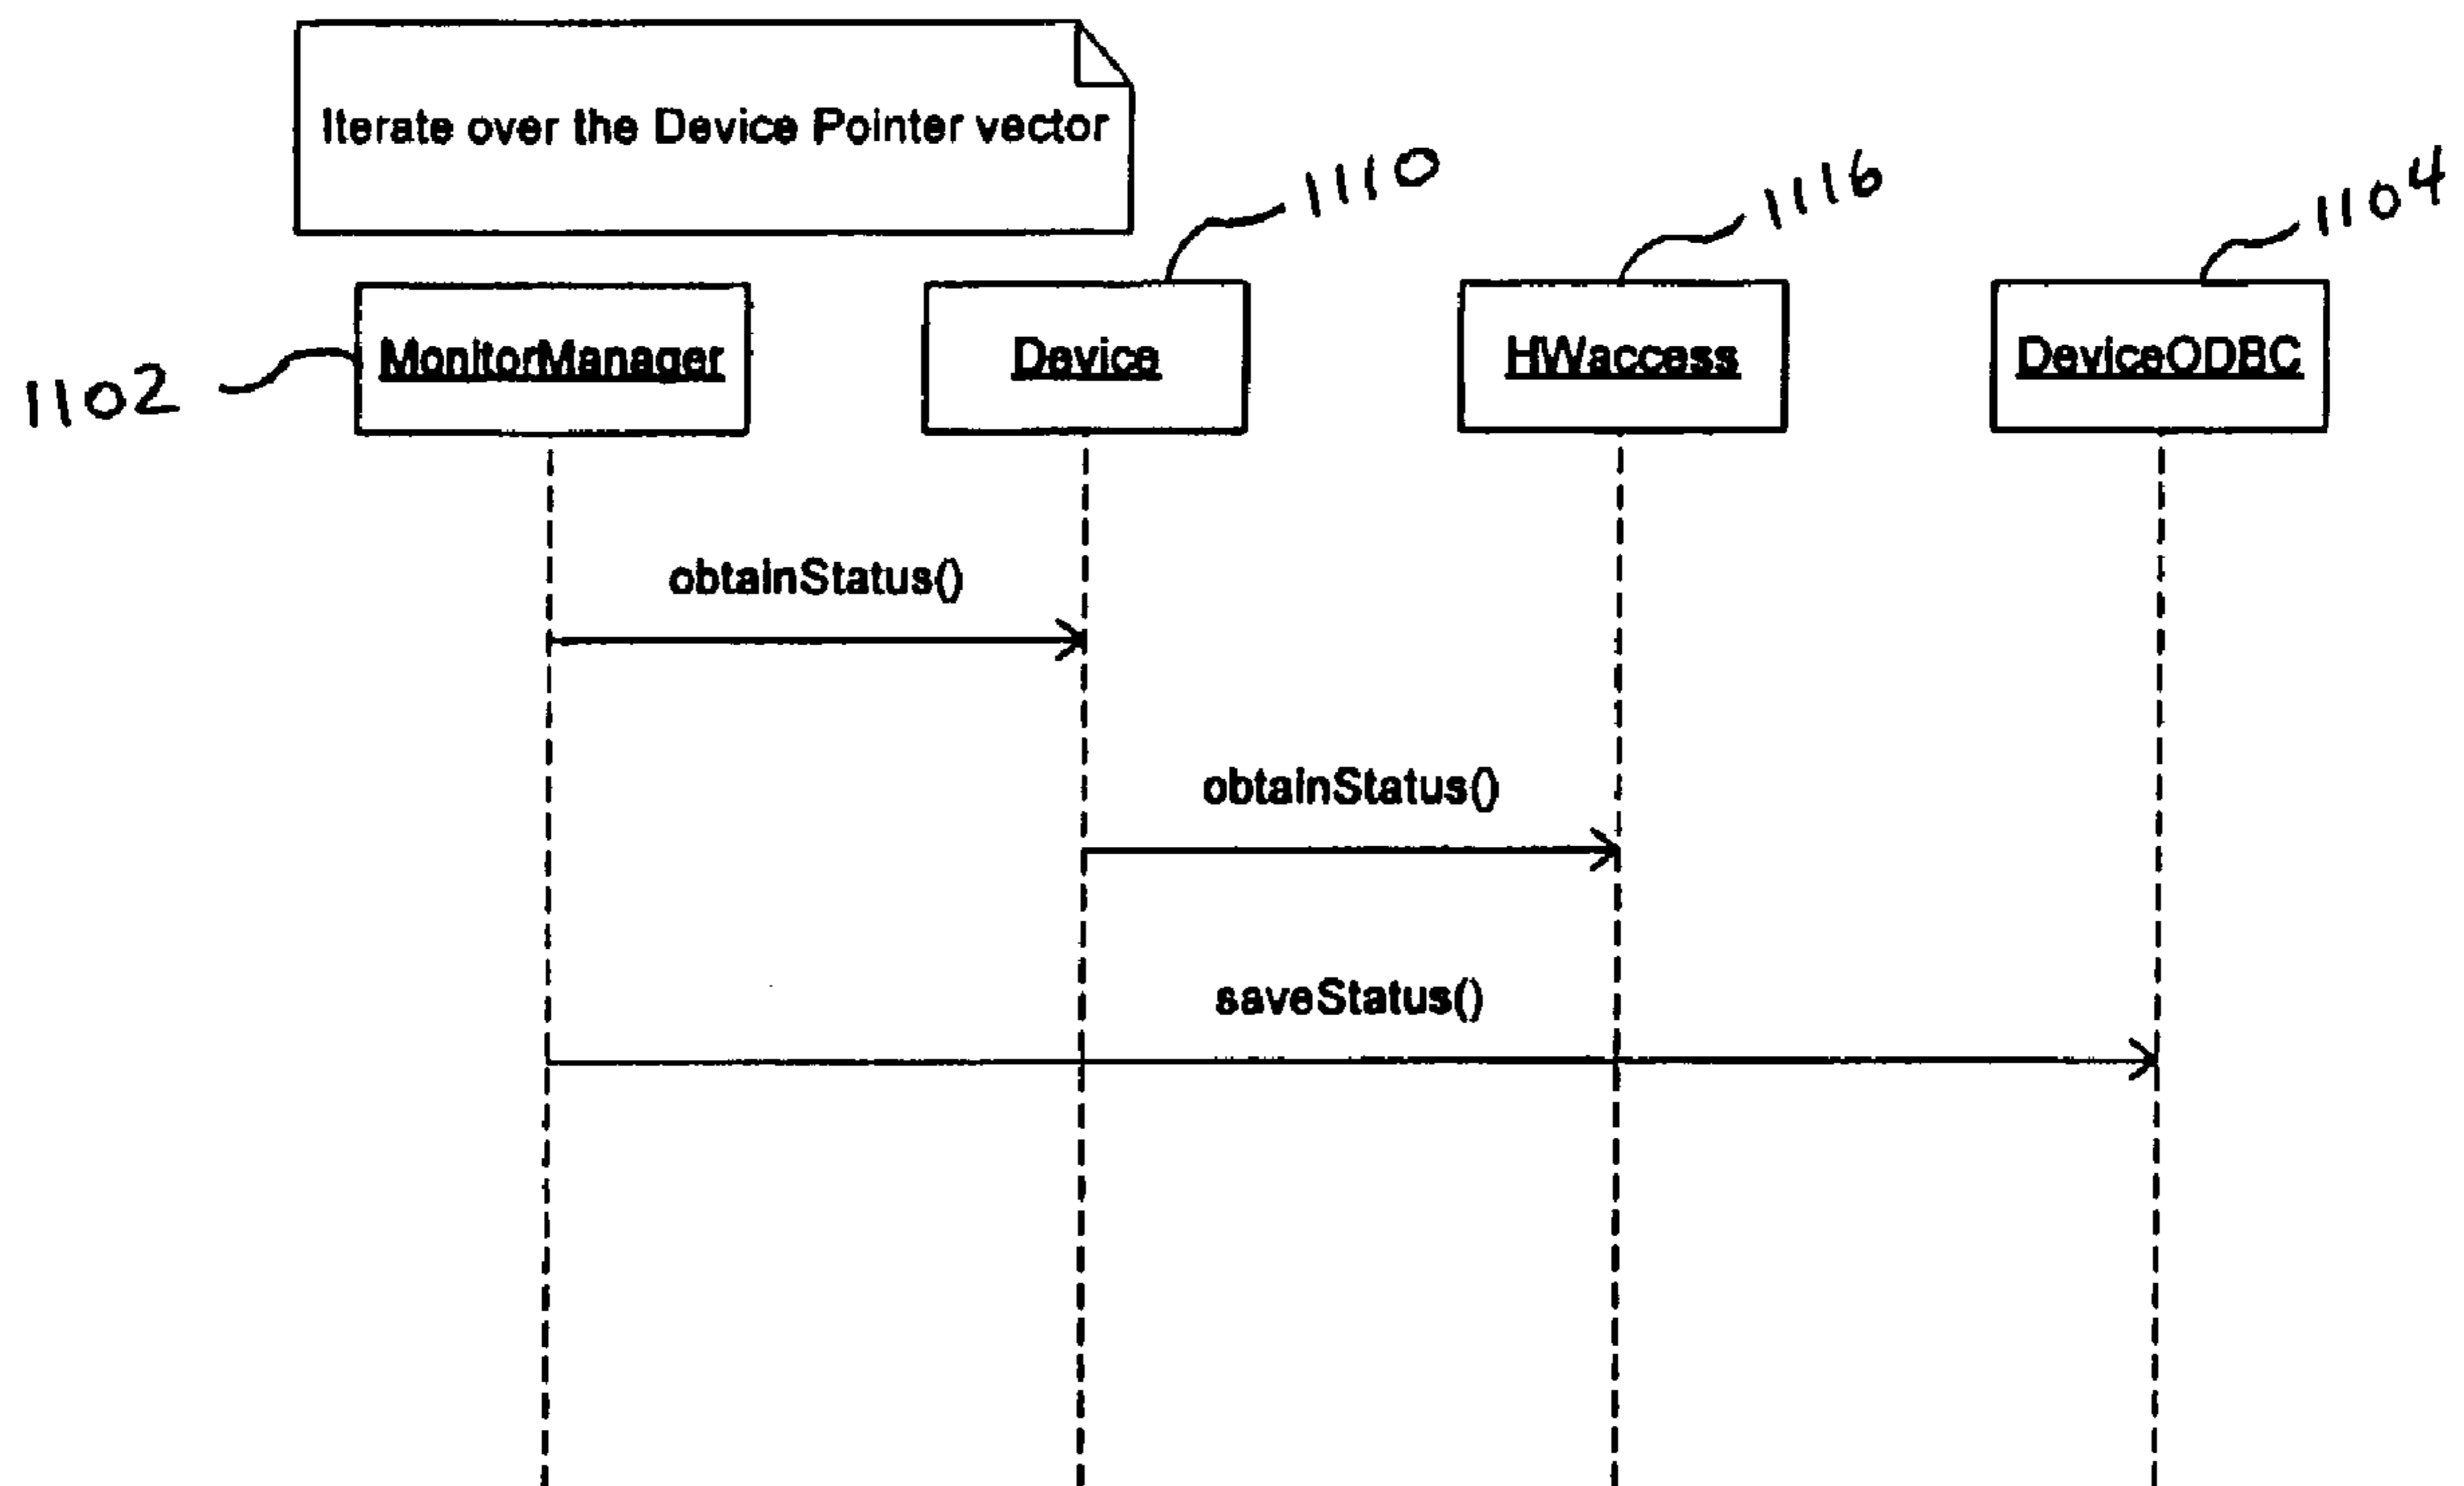 Iterate over the Device Pointer vector
1110
1116
1104
1102
MonitorManager
Device
HWaccess
DeviceODBC
obtainStatus()
obtainStatus()
saveStatus()